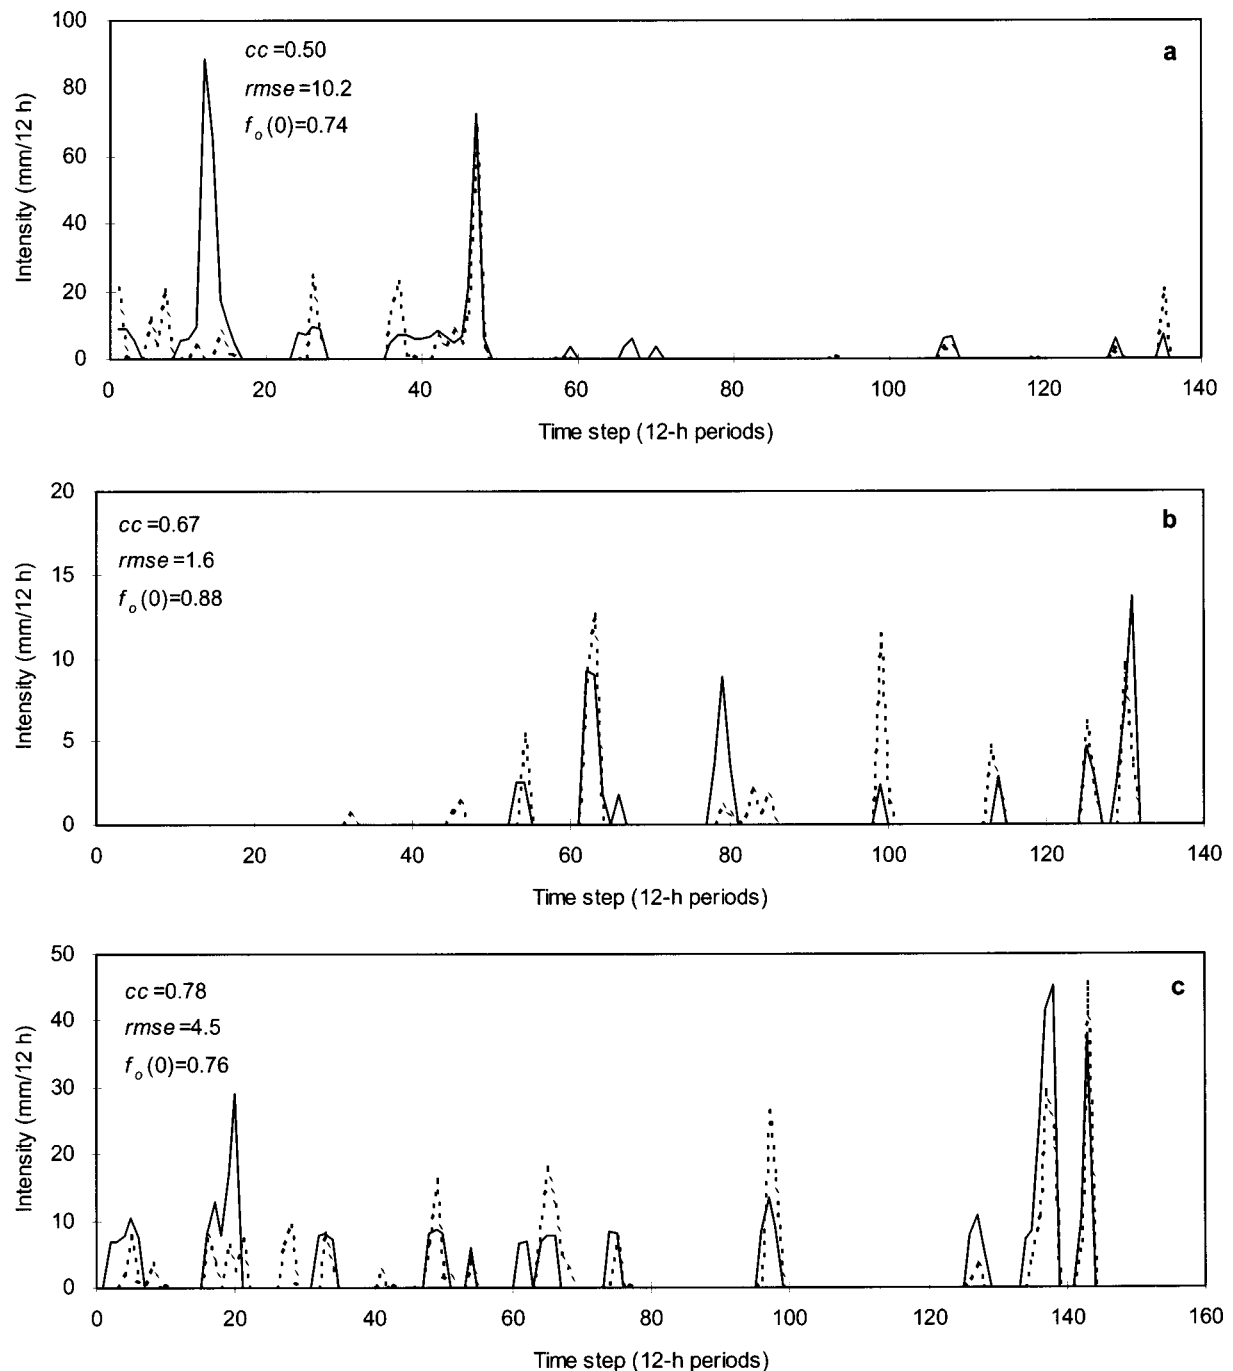 100
80
60
40
20
0
Intensity (mm/12 h)
cc =0.50
rmse =10.2
f_o (0)=0.74
a
0 20 40 60 80 100 120 140
Time step (12-h periods)
20
15
10
5
0
Intensity (mm/12 h)
cc =0.67
rmse =1.6
f_o (0)=0.88
b
0 20 40 60 80 100 120 140
Time step (12-h periods)
50
40
30
20
10
0
Intensity (mm/12 h)
cc =0.78
rmse =4.5
f_o (0)=0.76
c
0 20 40 60 80 100 120 140 160
Time step (12-h periods)